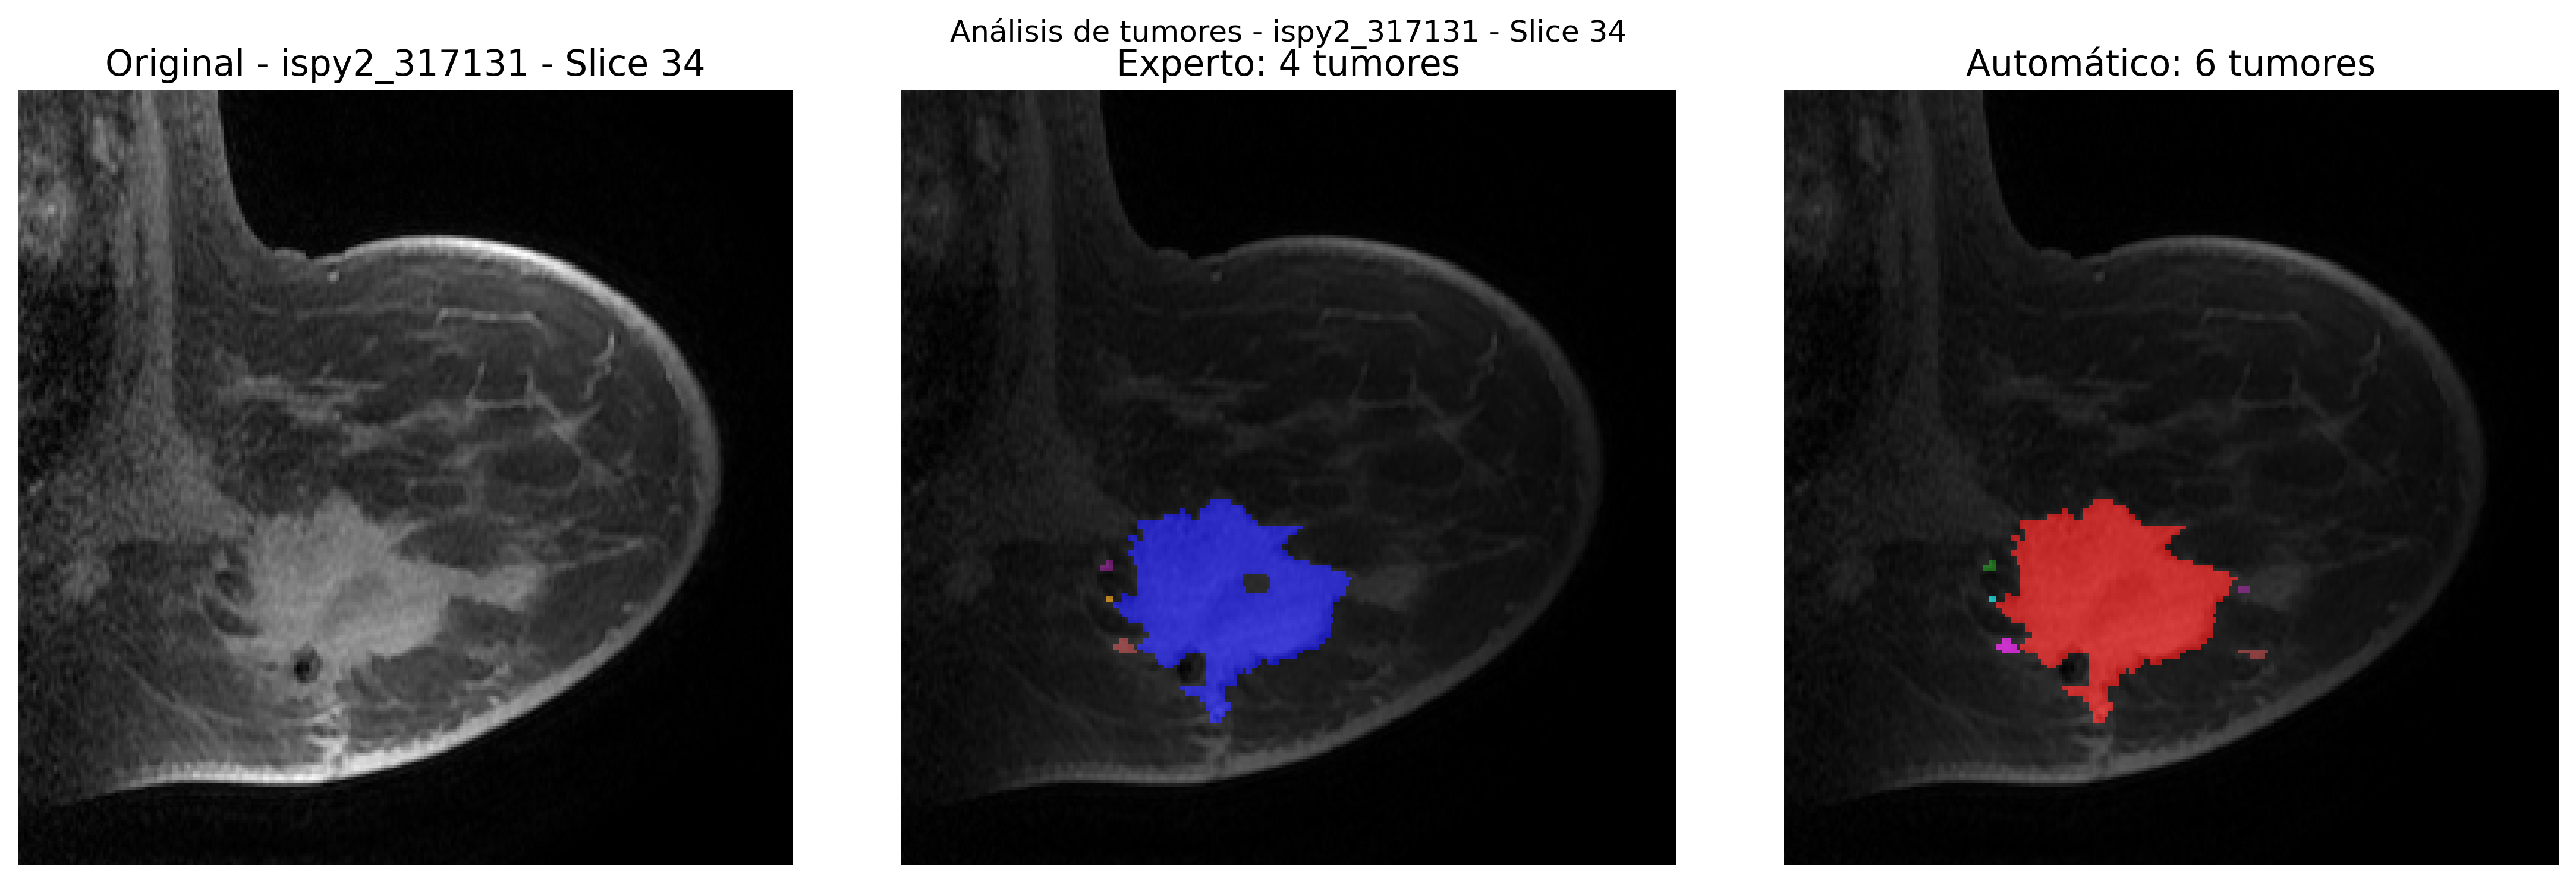 Análisis de tumores - ispy2_317131 - Slice 34
Original - ispy2_317131 - Slice 34
Experto: 4 tumores
Automático: 6 tumores